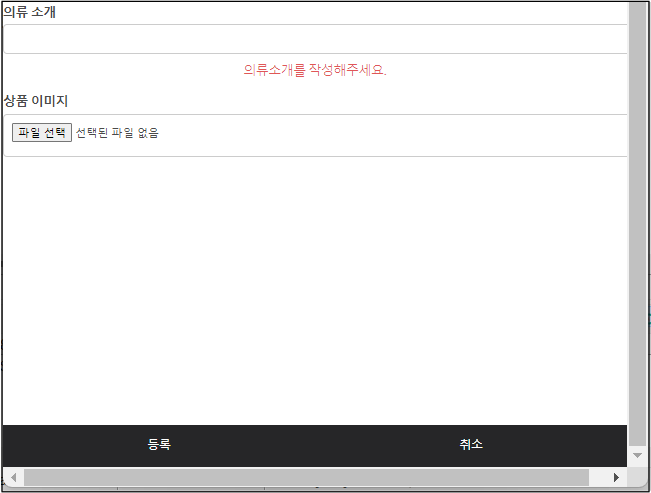 의류 소개
의류소개를 작성해주세요.
상품 이미지
파일 선택 선택된 파일 없음
등록 취소